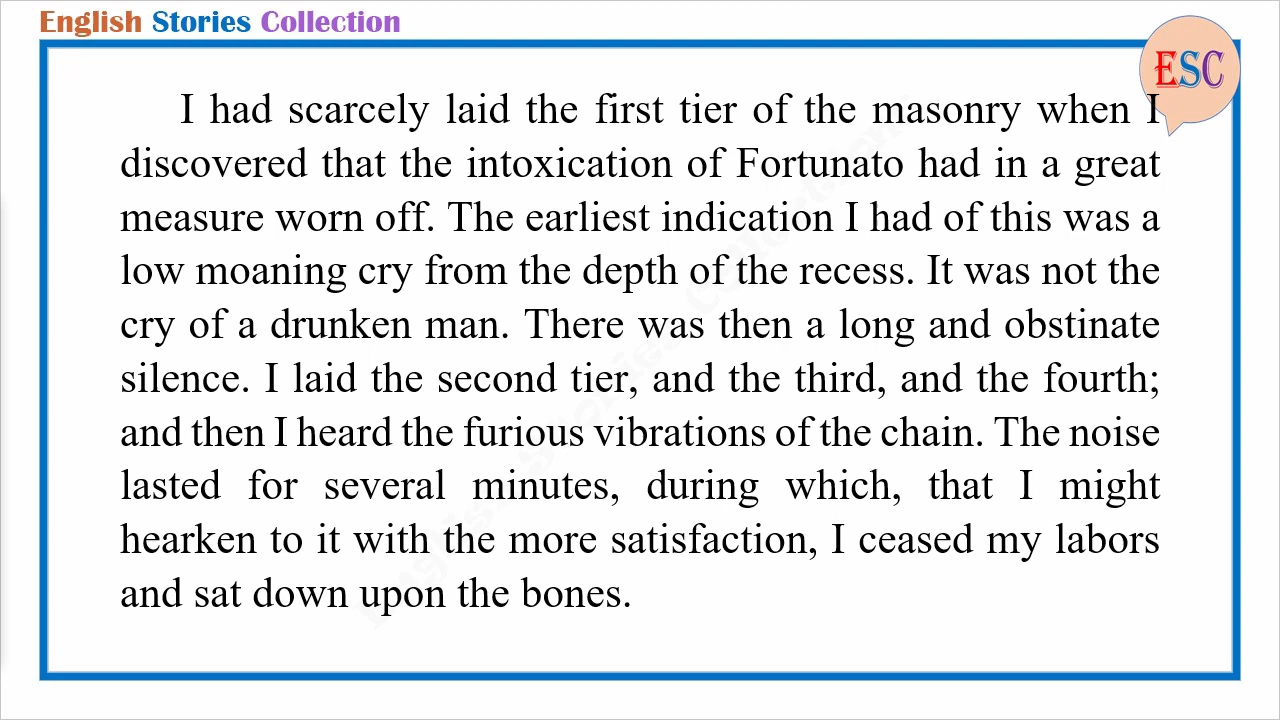 English Stories Collection
ESC
I had scarcely laid the first tier of the masonry when I
discovered that the intoxication of Fortunato had in a great
measure worn off. The earliest indication I had of this was a
low moaning cry from the depth of the recess. It was not the
cry of a drunken man. There was then a long and obstinate
silence. I laid the second tier, and the third, and the fourth;
and then I heard the furious vibrations of the chain. The noise
lasted for several minutes, during which, that I might
hearken to it with the more satisfaction, I ceased my labors
and sat down upon the bones.